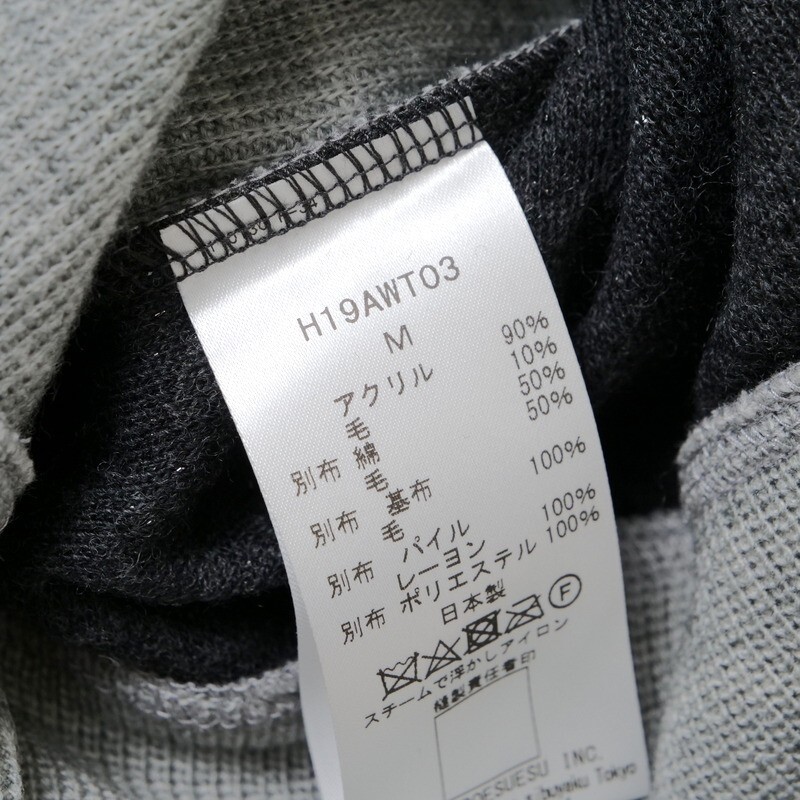 H19AWT03
M
アクリル 90%
毛 10%
別布 綿 50%
毛 50%
別布 基布
毛 100%
別布 パイル
レーヨン 100%
別布 ポリエステル 100%
日本製
F
スチームで浮かしアイロン
縫製責任者印
INC.
Tokyo